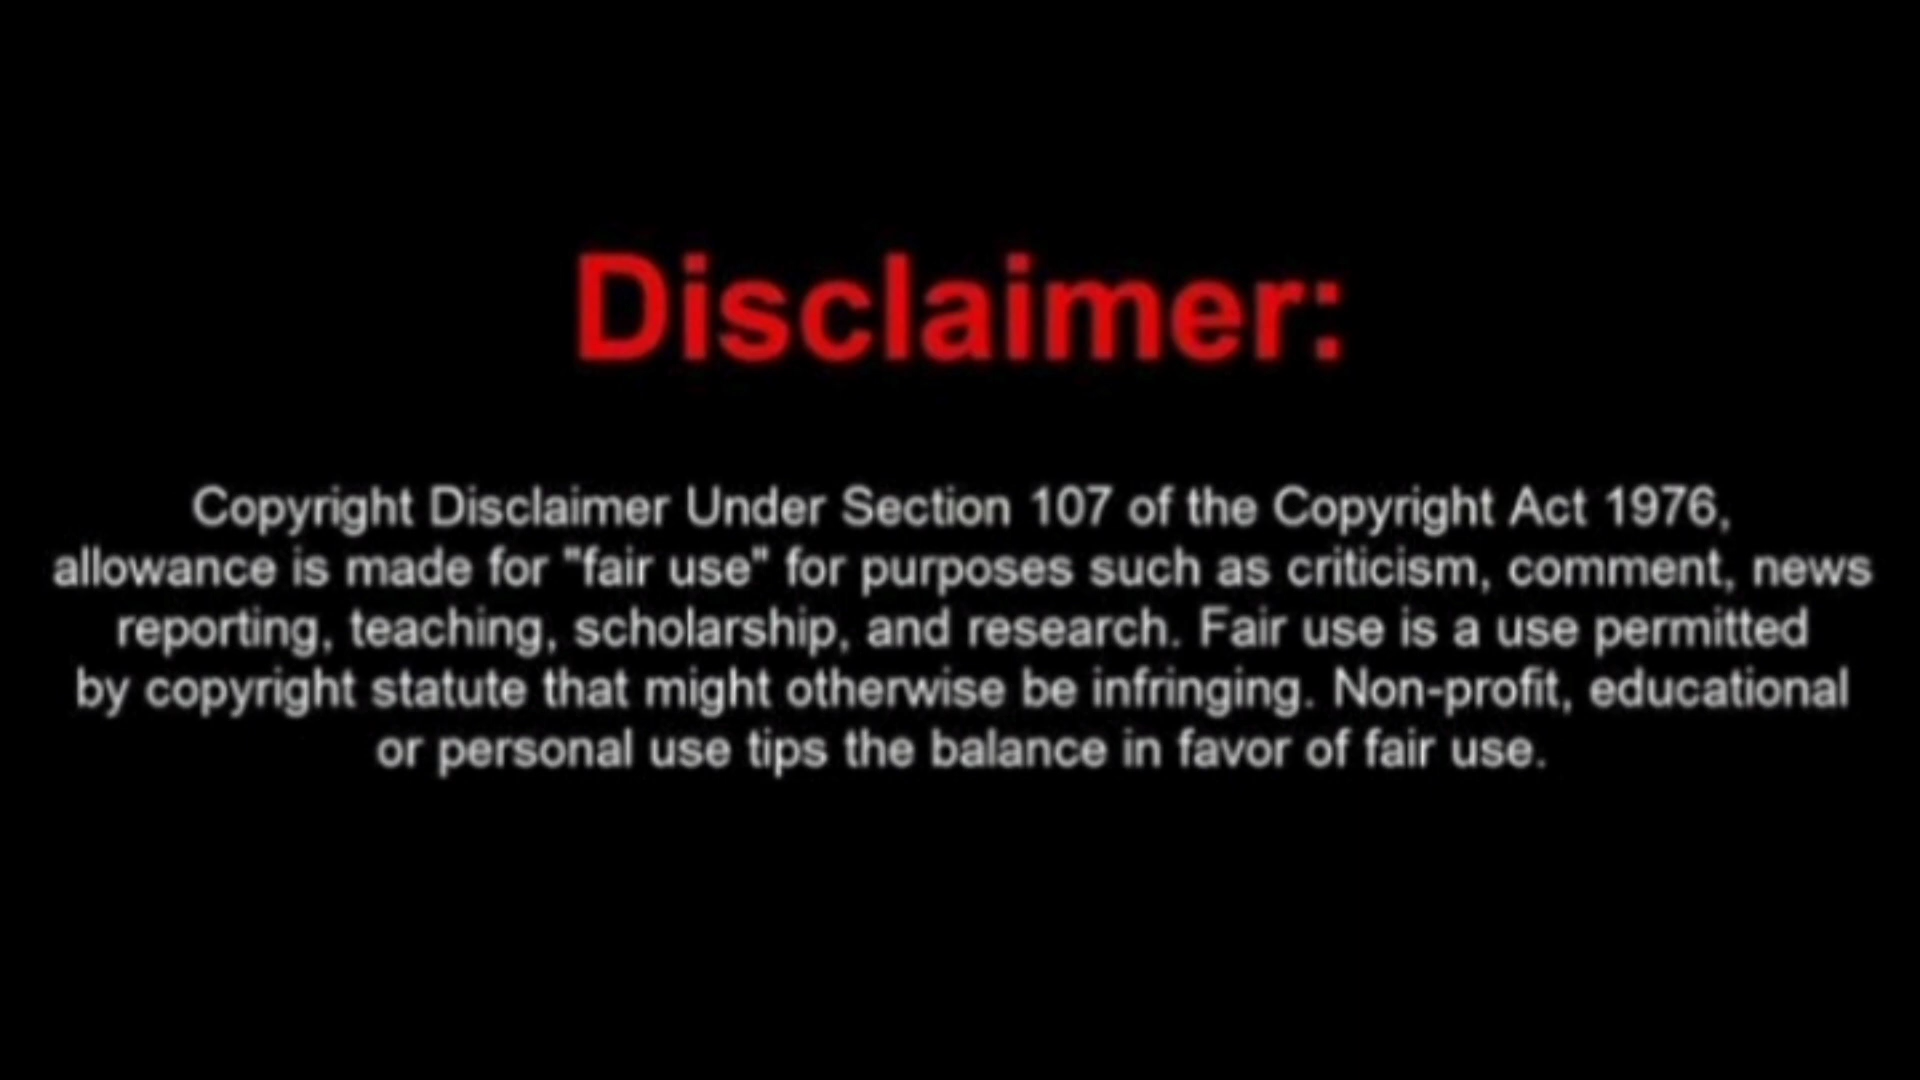 Disclaimer:
Copyright Disclaimer Under Section 107 of the Copyright Act 1976,
allowance is made for "fair use" for purposes such as criticism, comment, news
reporting, teaching, scholarship, and research. Fair use is a use permitted
by copyright statute that might otherwise be infringing. Non-profit, educational
or personal use tips the balance in favor of fair use.